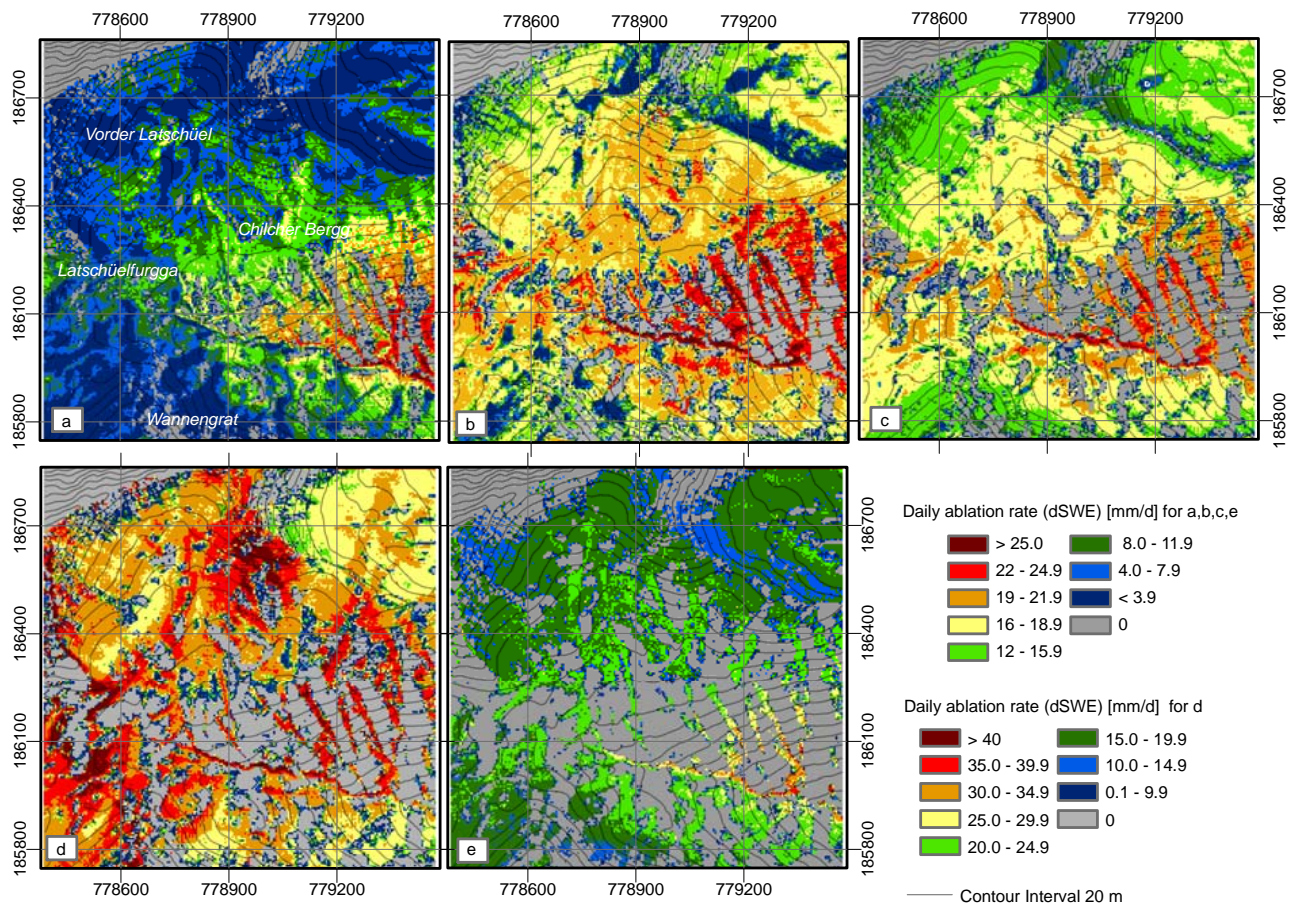 778600 778900 779200 778600 778900 779200 778600 778900 779200
186700
186400
186100
185800
Vorder Latschüel
Chilcher Bergg
Latschüelfurgga
Wannengrat
a
b
c
186700
186400
186100
185800
186700
186400
186100
185800
d
e
186700
186400
186100
185800
778600 778900 779200 778600 778900 779200
Daily ablation rate (dSWE) [mm/d] for a,b,c,e
> 25.0 8.0 - 11.9
22 - 24.9 4.0 - 7.9
19 - 21.9 < 3.9
16 - 18.9 0
12 - 15.9
Daily ablation rate (dSWE) [mm/d] for d
> 40 15.0 - 19.9
35.0 - 39.9 10.0 - 14.9
30.0 - 34.9 0.1 - 9.9
25.0 - 29.9 0
20.0 - 24.9
Contour Interval 20 m